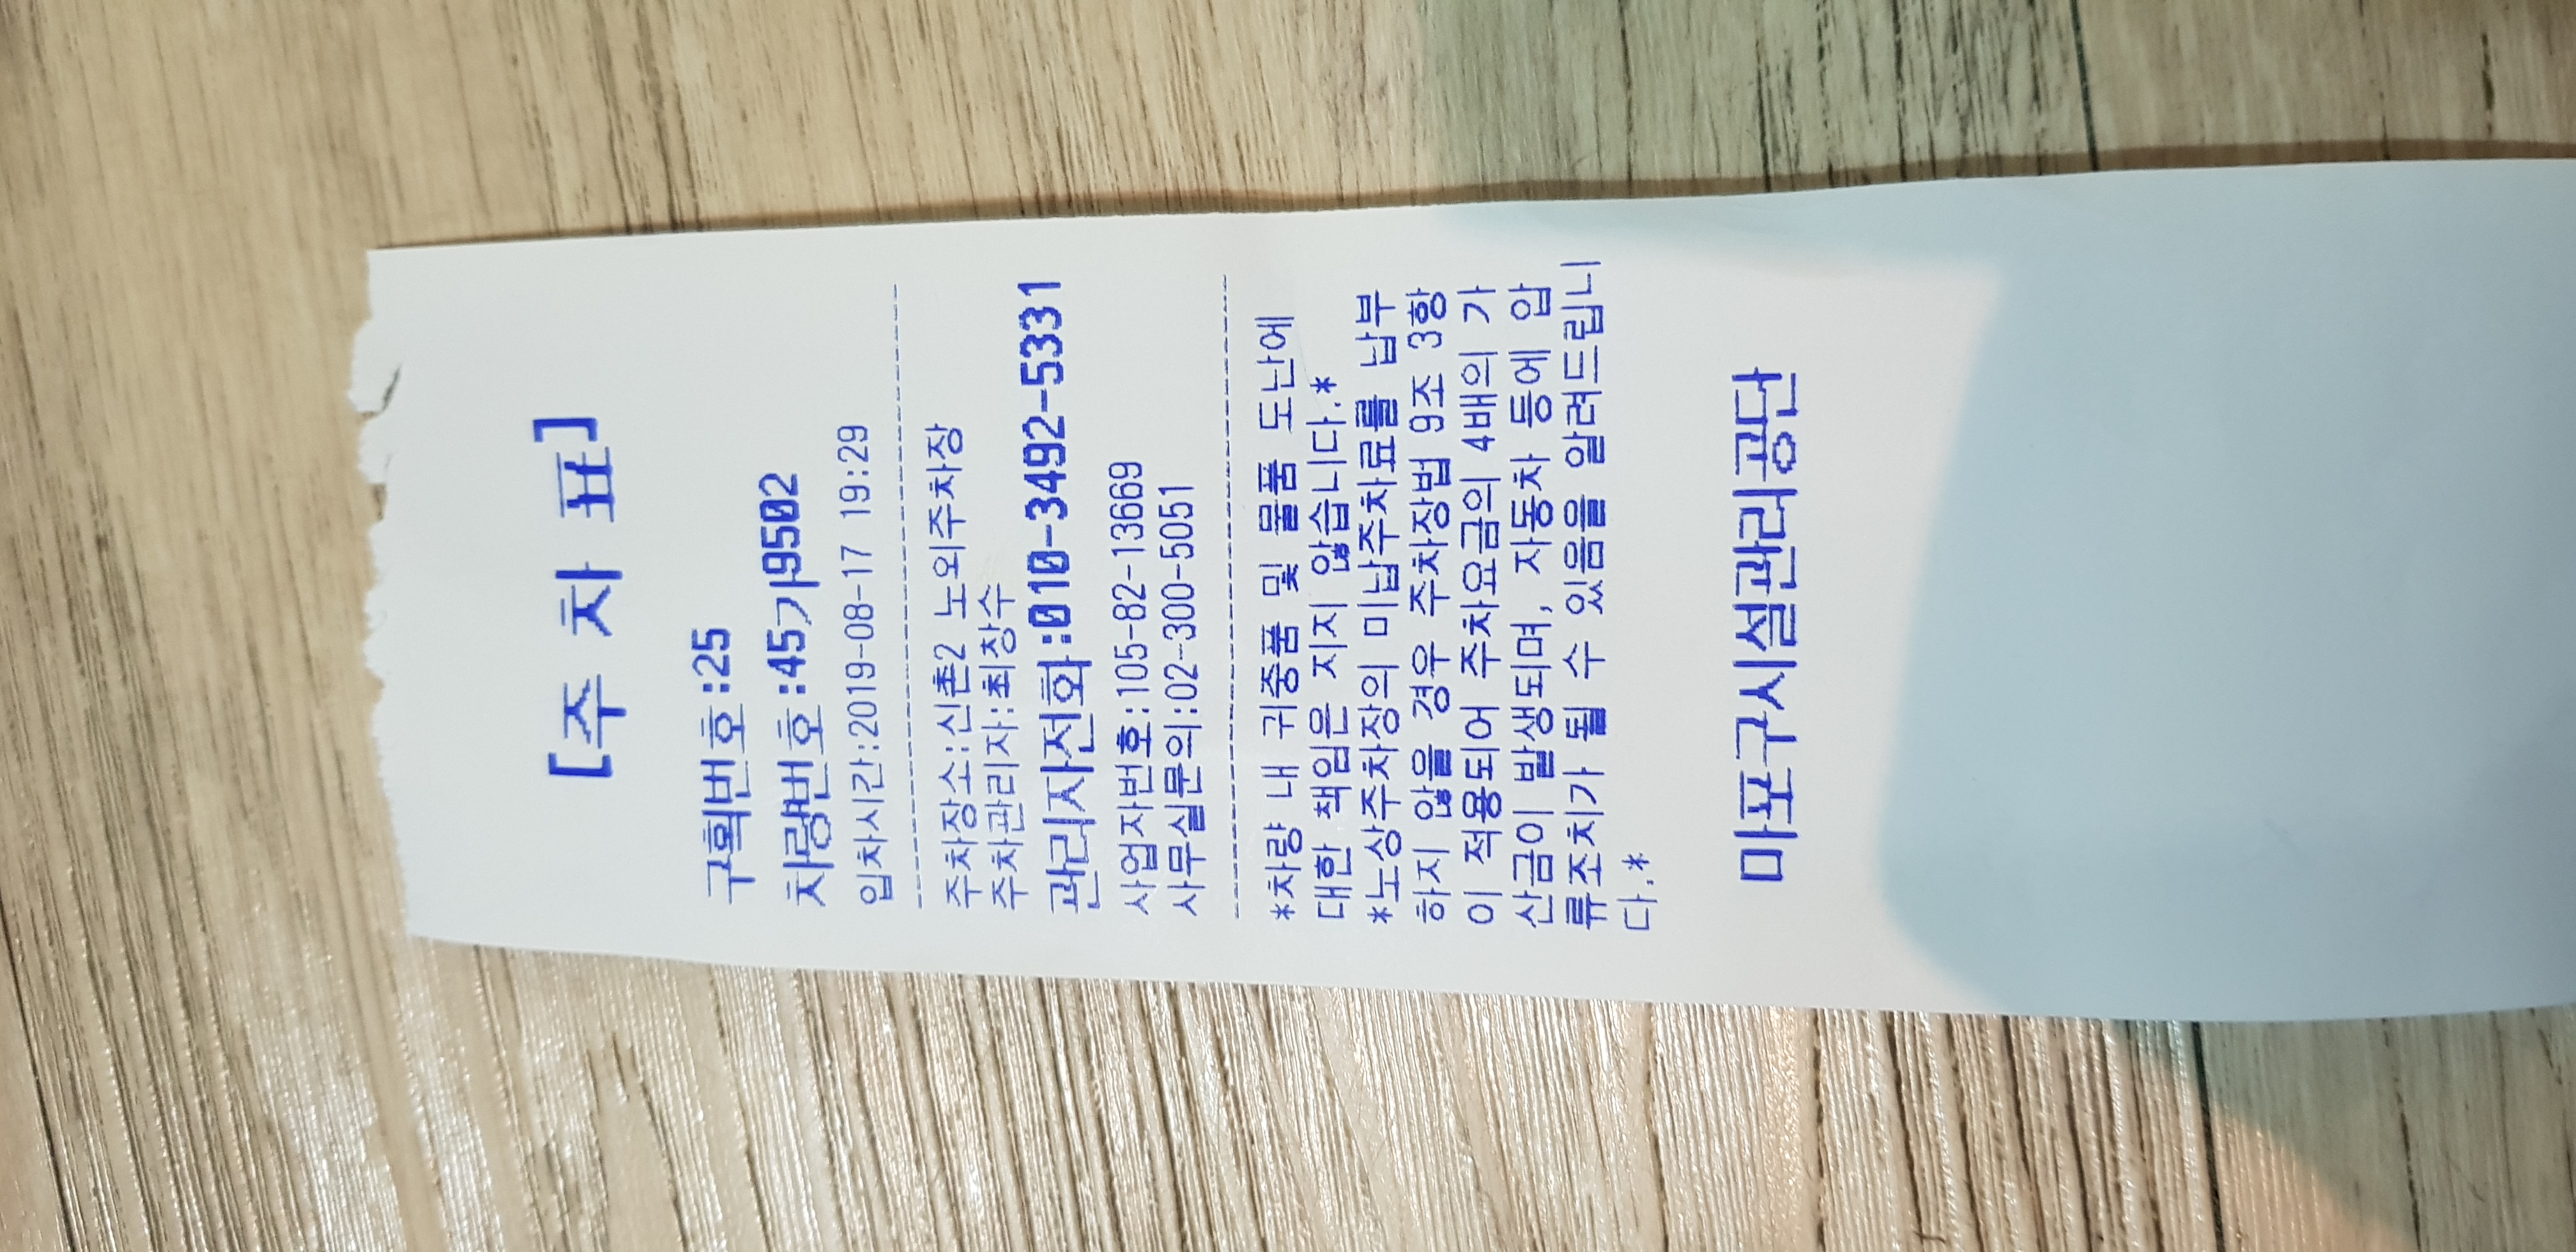 [주 차 표]
구획번호:25
차량번호:45기9502
입차시간:2019-08-17 19:29
주차장소:신촌2 노외주차장
주차관리자:최창수
관리자전화:010-3492-5331
사업자번호:105-82-13669
사무실문의:02-300-5051
*차량 내 귀중품 및 물품 도난에
대한 책임은 지지 않습니다.*
*노상주차장의 미납주차료를 납부
하지 않을 경우 주차장법 9조 3항
이 적용되어 주차요금의 4배의 가
산금이 발생되며, 자동차 등에 압
류조치가 될 수 있음을 알려드립니
다.*
마포구시설관리공단